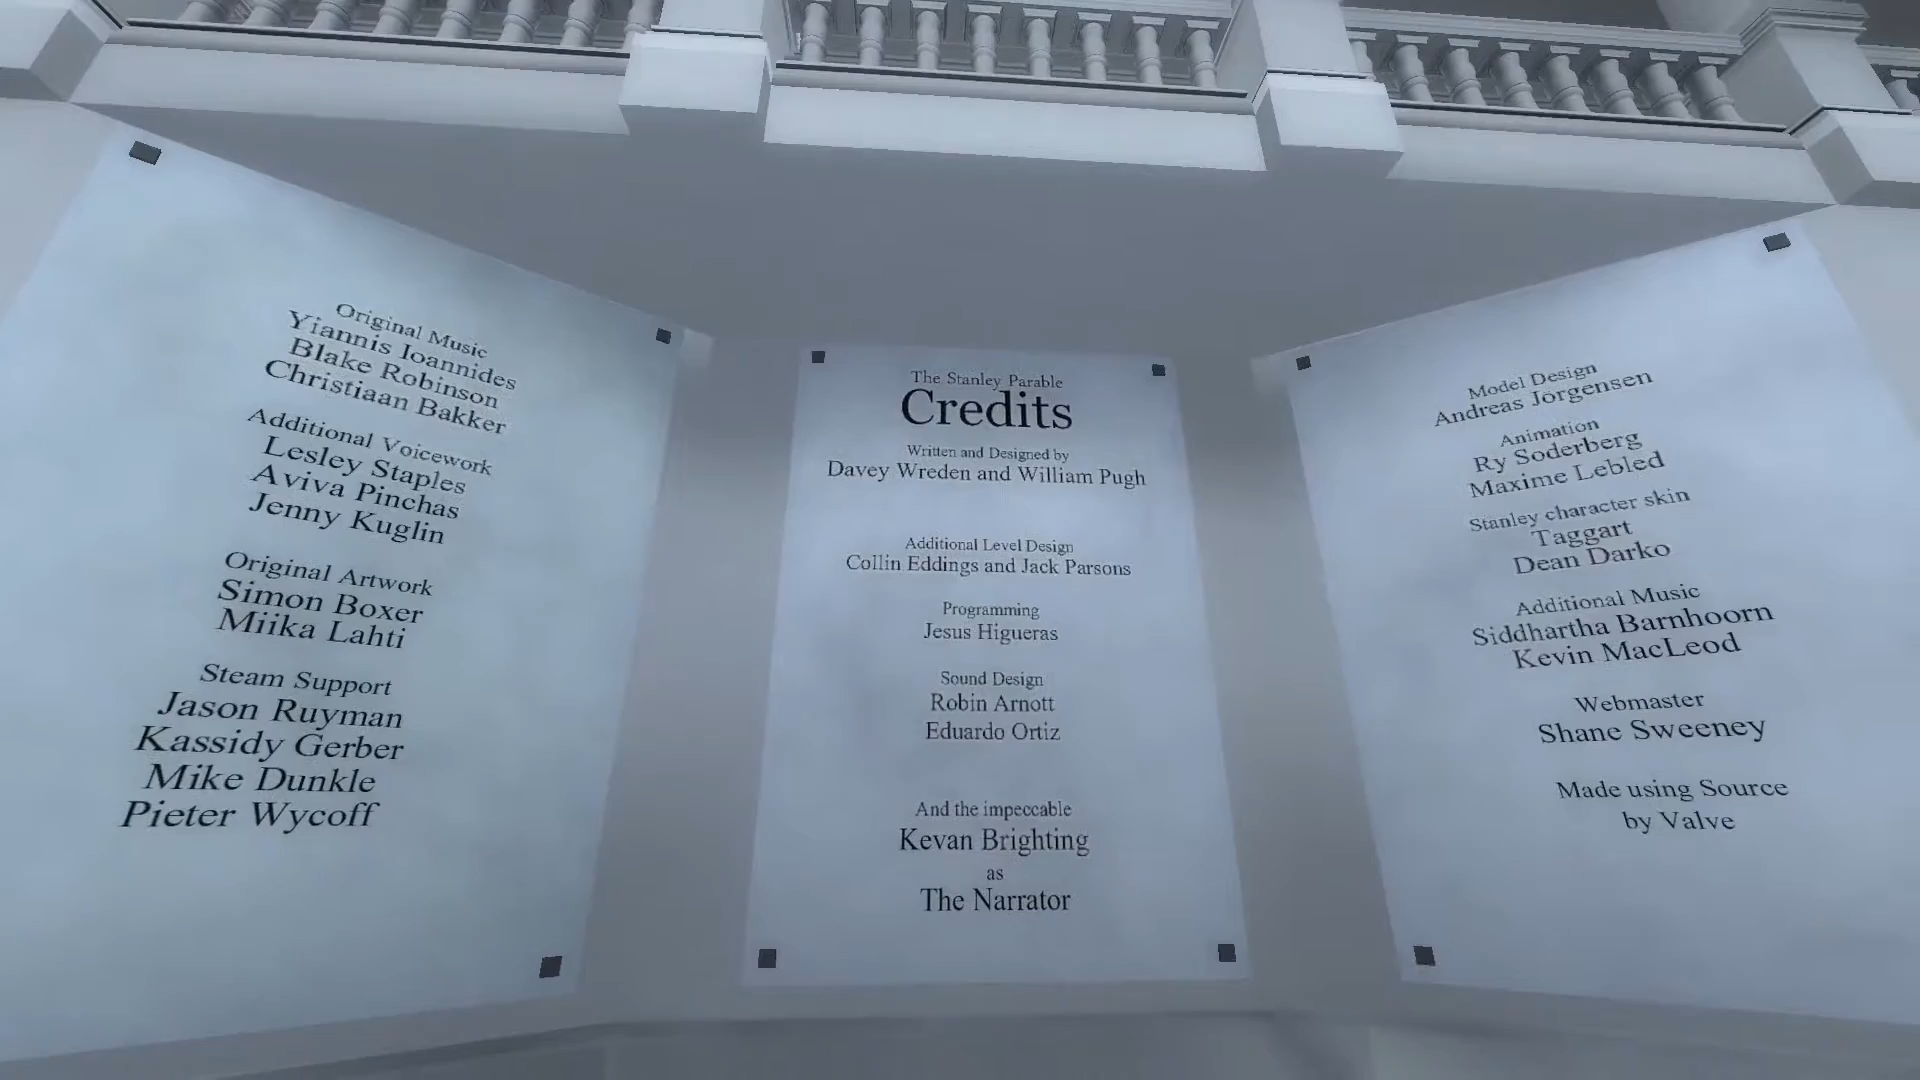 Original Music
Yiannis Ioannides
Blake Robinson
Christiaan Bakker
Additional Voicework
Lesley Staples
Aviva Pinchas
Jenny Kuglin
Original Artwork
Simon Boxer
Miika Lahti
Steam Support
Jason Ruyman
Kassidy Gerber
Mike Dunkle
Pieter Wycoff
The Stanley Parable
Credits
Written and Designed by
Davey Wreden and William Pugh
Additional Level Design
Collin Eddings and Jack Parsons
Programming
Jesus Higueras
Sound Design
Robin Arnott
Eduardo Ortiz
And the impeccable
Kevan Brighting
as
The Narrator
Model Design
Andreas Jörgensen
Animation
Ry Soderberg
Maxime Lebled
Stanley character skin
Taggart
Dean Darko
Additional Music
Siddhartha Barnhoorn
Kevin MacLeod
Webmaster
Shane Sweeney
Made using Source
by Valve